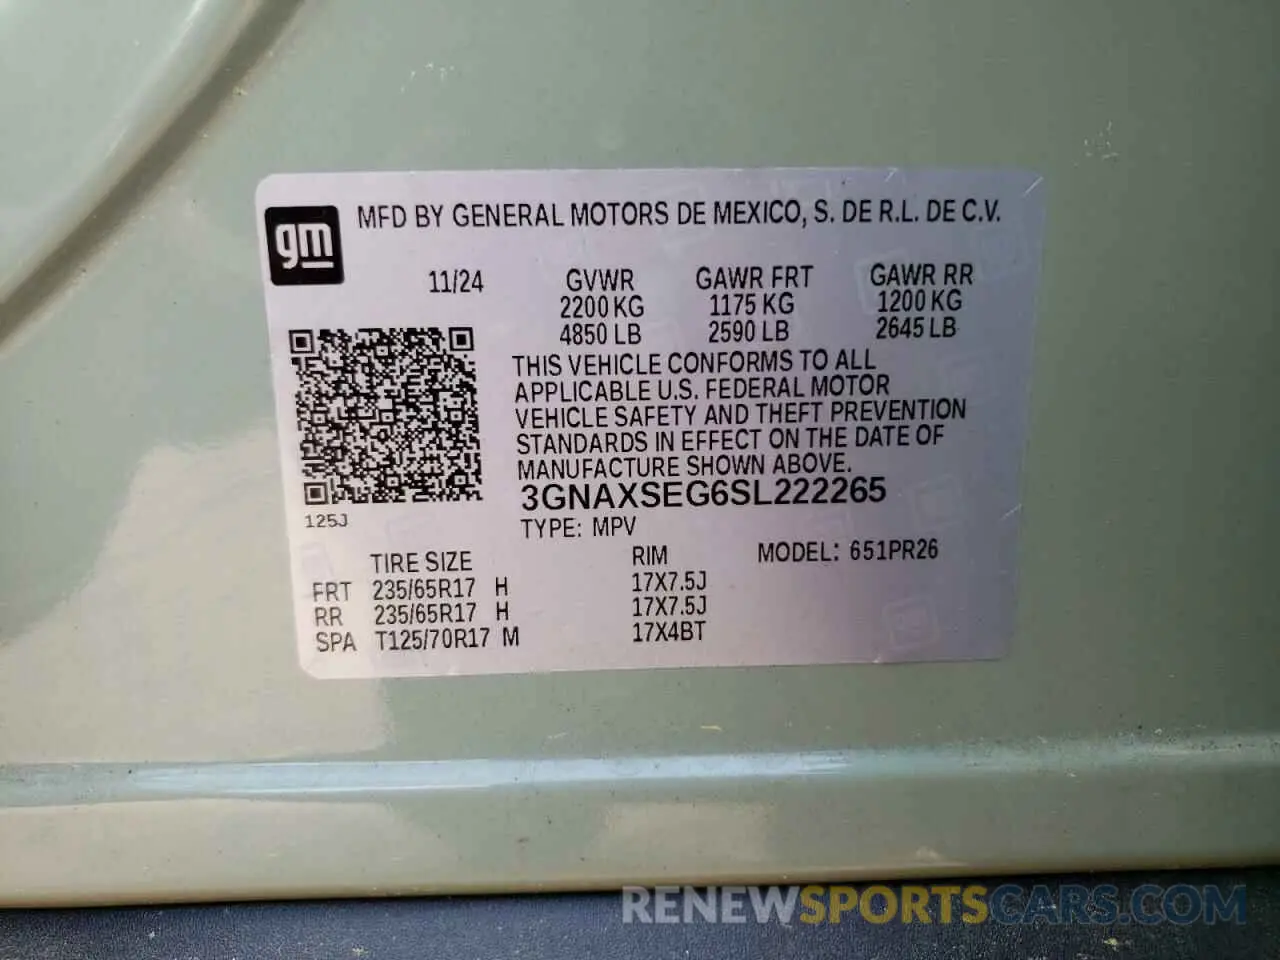 gm
MFD BY GENERAL MOTORS DE MEXICO, S. DE R.L. DE C.V.
11/24 GVWR GAWR FRT GAWR RR
2200 KG 1175 KG 1200 KG
4850 LB 2590 LB 2645 LB
THIS VEHICLE CONFORMS TO ALL
APPLICABLE U.S. FEDERAL MOTOR
VEHICLE SAFETY AND THEFT PREVENTION
STANDARDS IN EFFECT ON THE DATE OF
MANUFACTURE SHOWN ABOVE.
3GNAXSEG6SL222265
125J
TYPE: MPV
TIRE SIZE RIM MODEL: 651PR26
FRT 235/65R17 H 17X7.5J
RR 235/65R17 H 17X7.5J
SPA T125/70R17 M 17X4BT
RENEWSPORTSCARS.COM